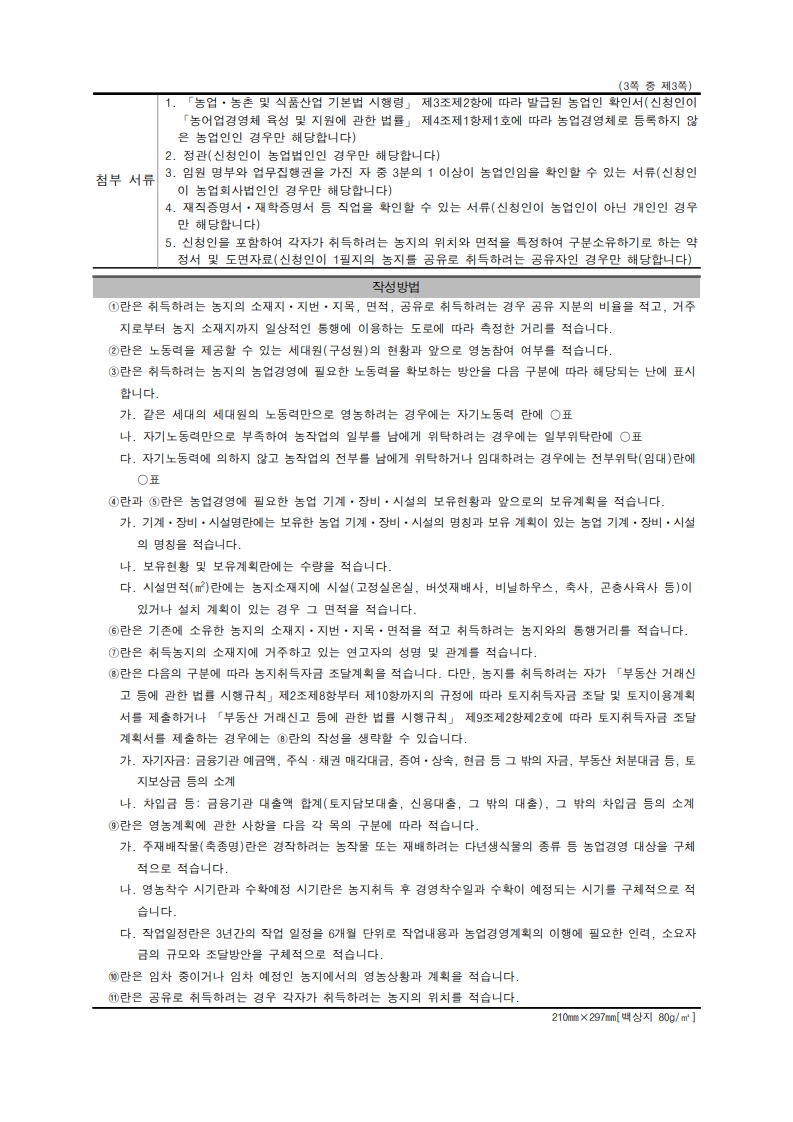 (3쪽 중 제3쪽)
첨부 서류
1. 「농업・농촌 및 식품산업 기본법 시행령」 제3조제2항에 따라 발급된 농업인 확인서(신청인이
「농어업경영체 육성 및 지원에 관한 법률」 제4조제1항제1호에 따라 농업경영체로 등록하지 않
은 농업인인 경우만 해당합니다)
2. 정관(신청인이 농업법인인 경우만 해당합니다)
3. 임원 명부와 업무집행권을 가진 자 중 3분의 1 이상이 농업인임을 확인할 수 있는 서류(신청인
이 농업회사법인인 경우만 해당합니다)
4. 재직증명서・재학증명서 등 직업을 확인할 수 있는 서류(신청인이 농업인이 아닌 개인인 경우
만 해당합니다)
5. 신청인을 포함하여 각자가 취득하려는 농지의 위치와 면적을 특정하여 구분소유하기로 하는 약
정서 및 도면자료(신청인이 1필지의 농지를 공유로 취득하려는 공유자인 경우만 해당합니다)
작성방법
①란은 취득하려는 농지의 소재지・지번・지목, 면적, 공유로 취득하려는 경우 공유 지분의 비율을 적고, 거주
지로부터 농지 소재지까지 일상적인 통행에 이용하는 도로에 따라 측정한 거리를 적습니다.
②란은 노동력을 제공할 수 있는 세대원(구성원)의 현황과 앞으로 영농참여 여부를 적습니다.
③란은 취득하려는 농지의 농업경영에 필요한 노동력을 확보하는 방안을 다음 구분에 따라 해당되는 난에 표시
합니다.
가. 같은 세대의 세대원의 노동력만으로 영농하려는 경우에는 자기노동력 란에 ○표
나. 자기노동력만으로 부족하여 농작업의 일부를 남에게 위탁하려는 경우에는 일부위탁란에 ○표
다. 자기노동력에 의하지 않고 농작업의 전부를 남에게 위탁하거나 임대하려는 경우에는 전부위탁(임대)란에
○표
④란과 ⑤란은 농업경영에 필요한 농업 기계・장비・시설의 보유현황과 앞으로의 보유계획을 적습니다.
가. 기계・장비・시설명란에는 보유한 농업 기계・장비・시설의 명칭과 보유 계획이 있는 농업 기계・장비・시설
의 명칭을 적습니다.
나. 보유현황 및 보유계획란에는 수량을 적습니다.
다. 시설면적(㎡)란에는 농지소재지에 시설(고정실온실, 버섯재배사, 비닐하우스, 축사, 곤충사육사 등)이
있거나 설치 계획이 있는 경우 그 면적을 적습니다.
⑥란은 기존에 소유한 농지의 소재지・지번・지목・면적을 적고 취득하려는 농지와의 통행거리를 적습니다.
⑦란은 취득농지의 소재지에 거주하고 있는 연고자의 성명 및 관계를 적습니다.
⑧란은 다음의 구분에 따라 농지취득자금 조달계획을 적습니다. 다만, 농지를 취득하려는 자가 「부동산 거래신
고 등에 관한 법률 시행규칙」제2조제8항부터 제10항까지의 규정에 따라 토지취득자금 조달 및 토지이용계획
서를 제출하거나 「부동산 거래신고 등에 관한 법률 시행규칙」 제9조제2항제2호에 따라 토지취득자금 조달
계획서를 제출하는 경우에는 ⑧란의 작성을 생략할 수 있습니다.
가. 자기자금: 금융기관 예금액, 주식·채권 매각대금, 증여・상속, 현금 등 그 밖의 자금, 부동산 처분대금 등, 토
지보상금 등의 소계
나. 차입금 등: 금융기관 대출액 합계(토지담보대출, 신용대출, 그 밖의 대출), 그 밖의 차입금 등의 소계
⑨란은 영농계획에 관한 사항을 다음 각 목의 구분에 따라 적습니다.
가. 주재배작물(축종명)란은 경작하려는 농작물 또는 재배하려는 다년생식물의 종류 등 농업경영 대상을 구체
적으로 적습니다.
나. 영농착수 시기란과 수확예정 시기란은 농지취득 후 경영착수일과 수확이 예정되는 시기를 구체적으로 적
습니다.
다. 작업일정란은 3년간의 작업 일정을 6개월 단위로 작업내용과 농업경영계획의 이행에 필요한 인력, 소요자
금의 규모와 조달방안을 구체적으로 적습니다.
⑩란은 임차 중이거나 임차 예정인 농지에서의 영농상황과 계획을 적습니다.
⑪란은 공유로 취득하려는 경우 각자가 취득하려는 농지의 위치를 적습니다.
210㎜×297㎜[백상지 80g/㎡]